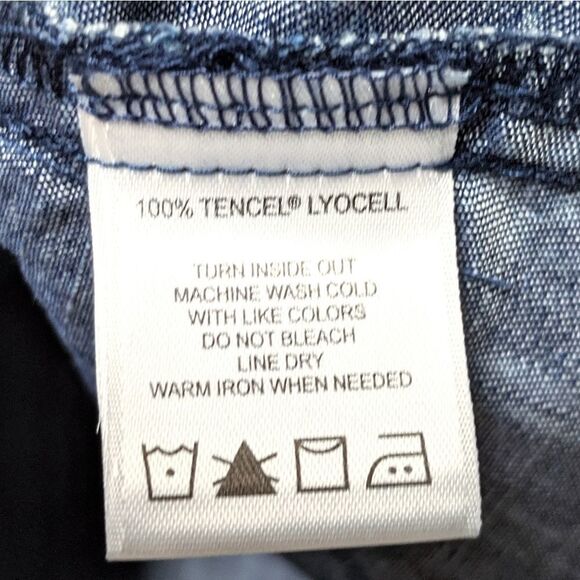 100% TENCEL® LYOCELL
TURN INSIDE OUT
MACHINE WASH COLD
WITH LIKE COLORS
DO NOT BLEACH
LINE DRY
WARM IRON WHEN NEEDED